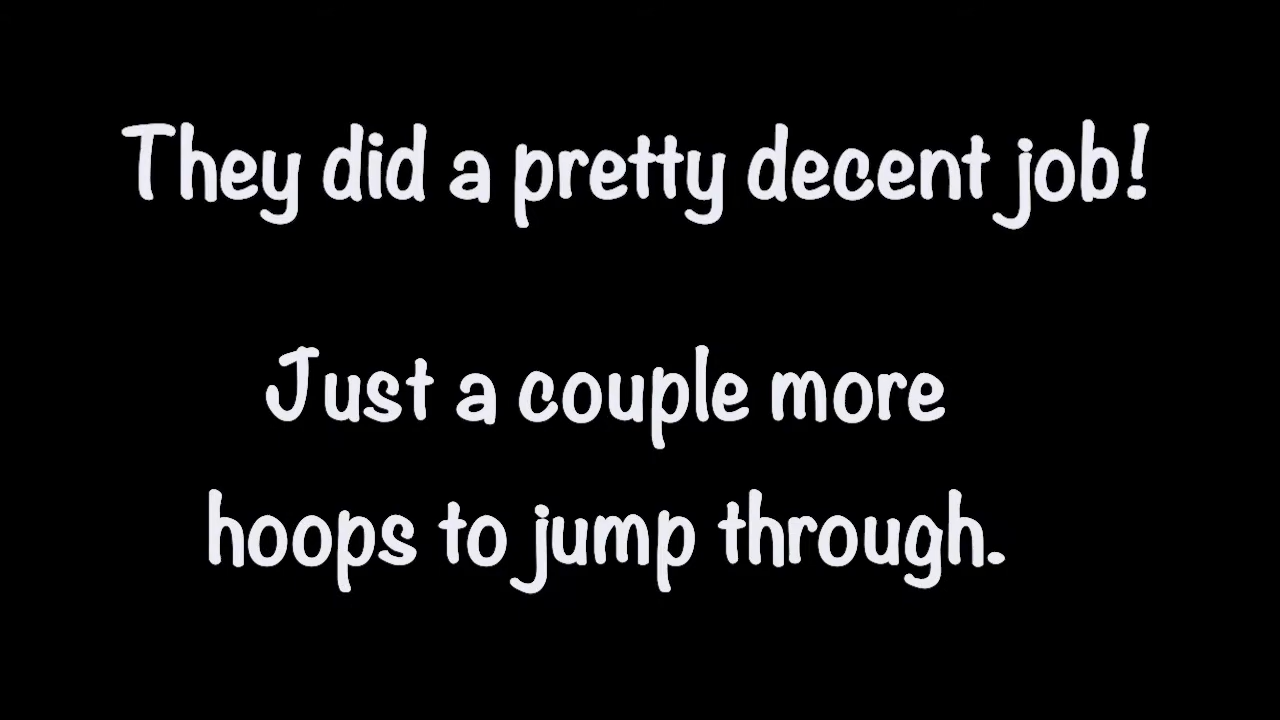 They did a pretty decent job!
Just a couple more
hoops to jump through.